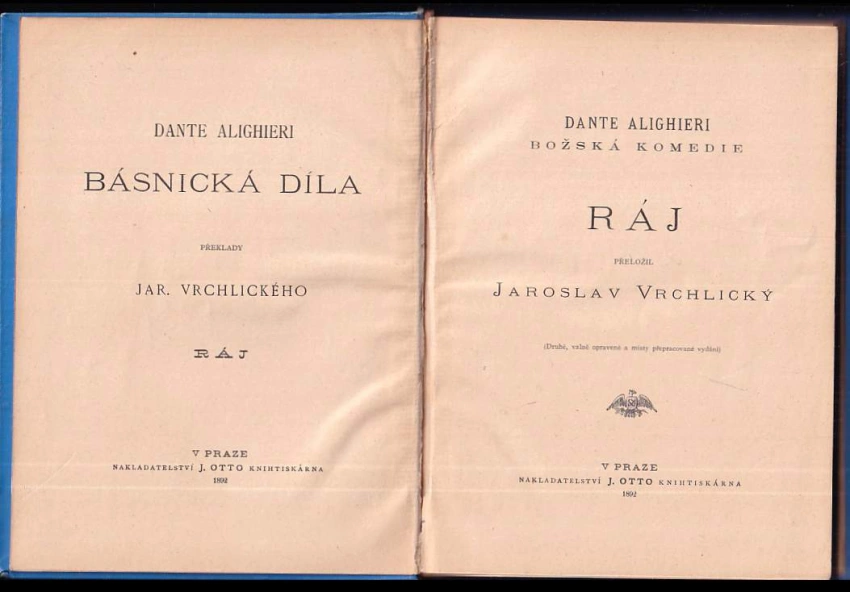 DANTE ALIGHIERI
BÁSNICKÁ DÍLA
PŘEKLADY
JAR. VRCHLICKÉHO
RÁJ
V PRAZE
NAKLADATELSTVÍ J. OTTO KNIHTISKÁRNA
1892
DANTE ALIGHIERI
BOŽSKÁ KOMEDIE
RÁJ
PŘELOŽIL
JAROSLAV VRCHLICKÝ
(Druhé, valně opravené a místy přepracované vydání)
V PRAZE
NAKLADATELSTVÍ J. OTTO KNIHTISKÁRNA
1892